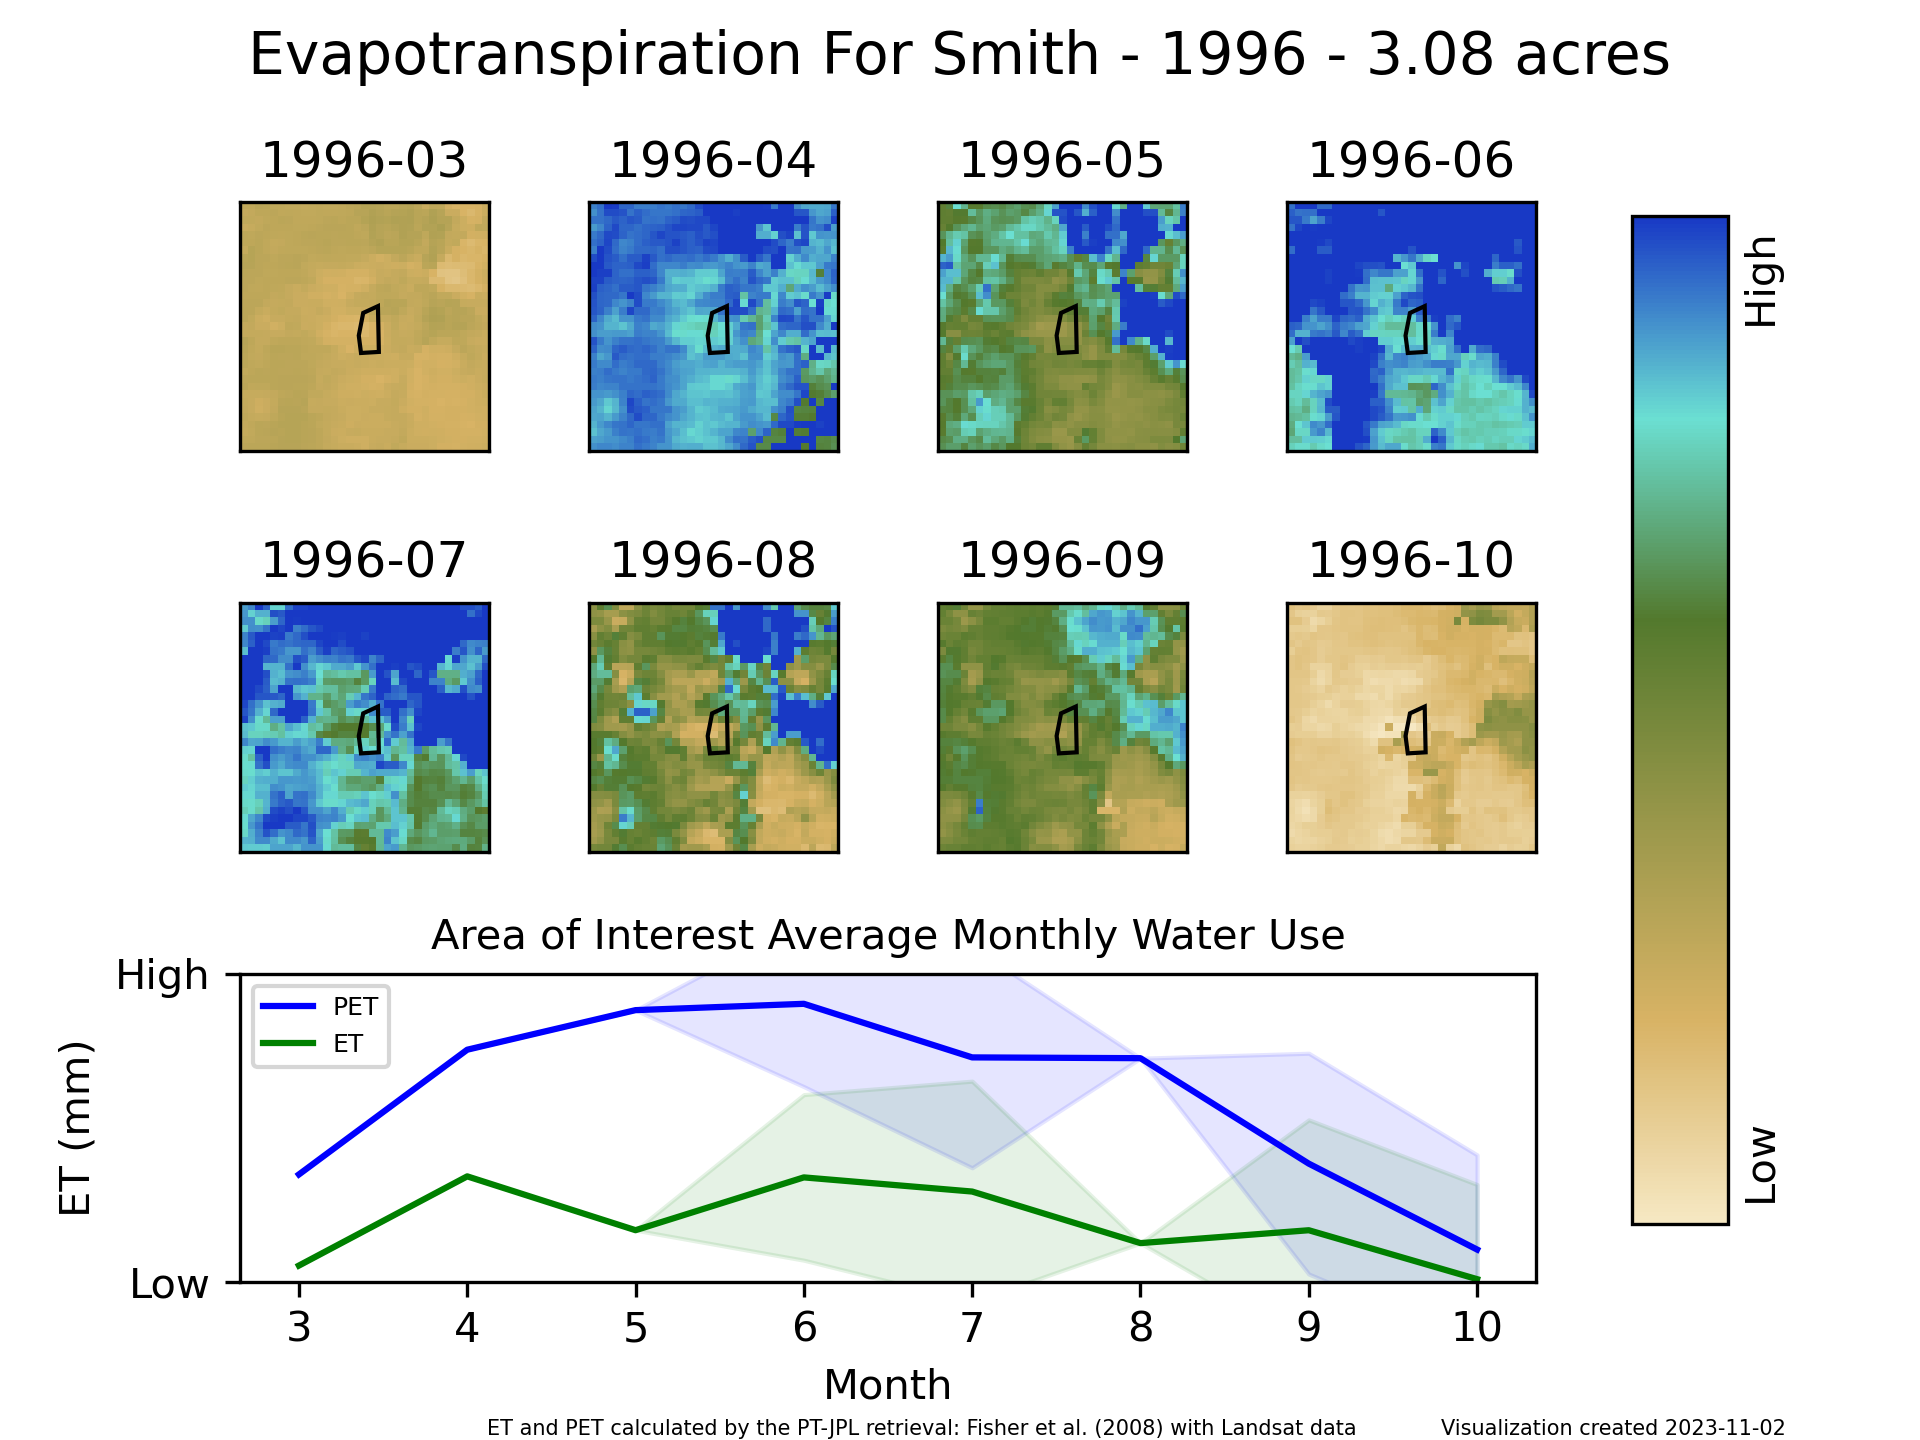 Evapotranspiration For Smith - 1996 - 3.08 acres
1996-03 1996-04 1996-05 1996-06
1996-07 1996-08 1996-09 1996-10
High
Low
Area of Interest Average Monthly Water Use
High
Low
ET (mm)
PET
ET
3 4 5 6 7 8 9 10
Month
ET and PET calculated by the PT-JPL retrieval: Fisher et al. (2008) with Landsat data
Visualization created 2023-11-02